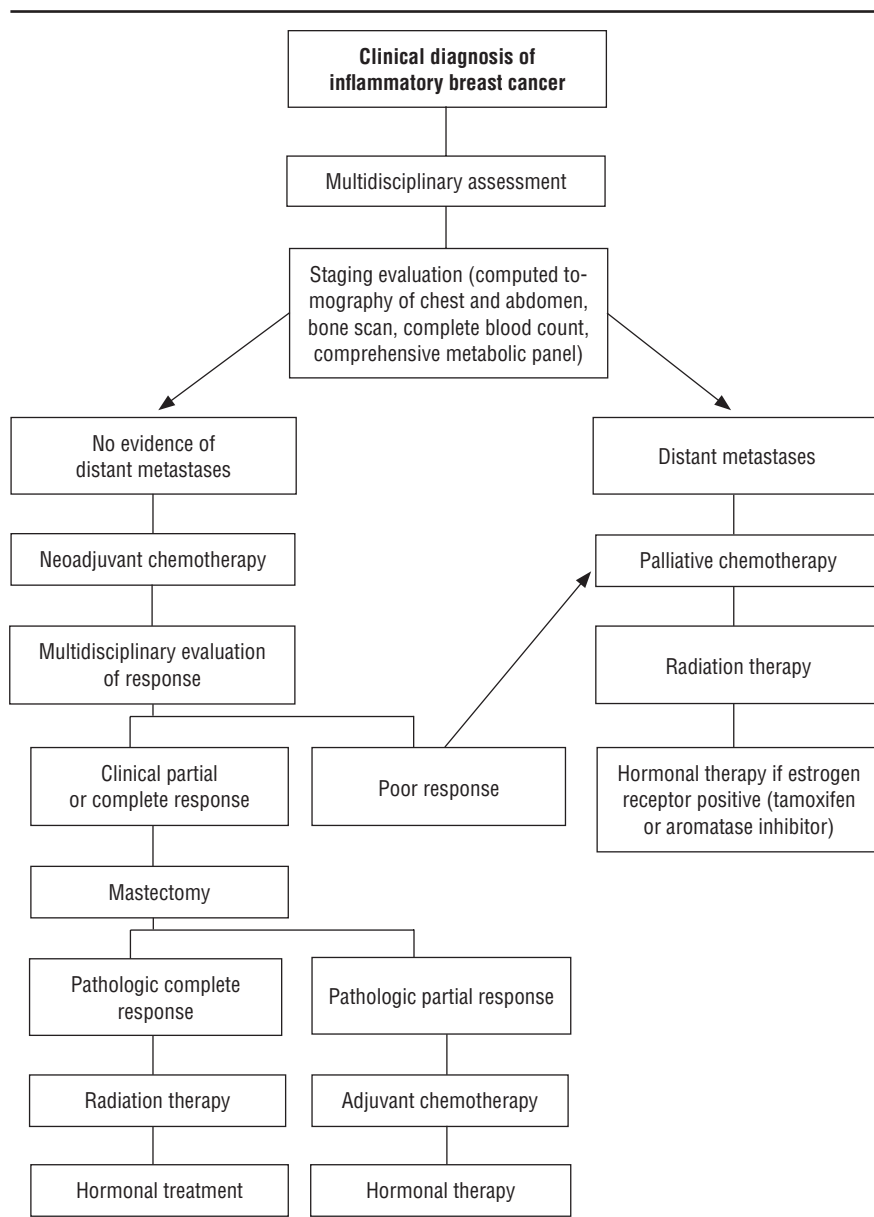 Clinical diagnosis of
inflammatory breast cancer
Multidisciplinary assessment
Staging evaluation (computed to-
mography of chest and abdomen,
bone scan, complete blood count,
comprehensive metabolic panel)
No evidence of
distant metastases
Distant metastases
Neoadjuvant chemotherapy
Palliative chemotherapy
Multidisciplinary evaluation
of response
Radiation therapy
Clinical partial
or complete response
Poor response
Hormonal therapy if estrogen
receptor positive (tamoxifen
or aromatase inhibitor)
Mastectomy
Pathologic complete
response
Pathologic partial response
Radiation therapy
Adjuvant chemotherapy
Hormonal treatment
Hormonal therapy